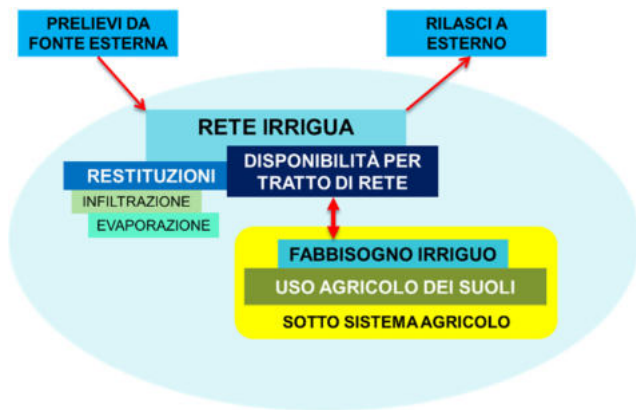 PRELIEVI DA
FONTE ESTERNA
RILASCI A
ESTERNO
RETE IRRIGUA
RESTITUZIONI
DISPONIBILITÀ PER
TRATTO DI RETE
INFILTRAZIONE
EVAPORAZIONE
FABBISOGNO IRRIGUO
USO AGRICOLO DEI SUOLI
SOTTO SISTEMA AGRICOLO